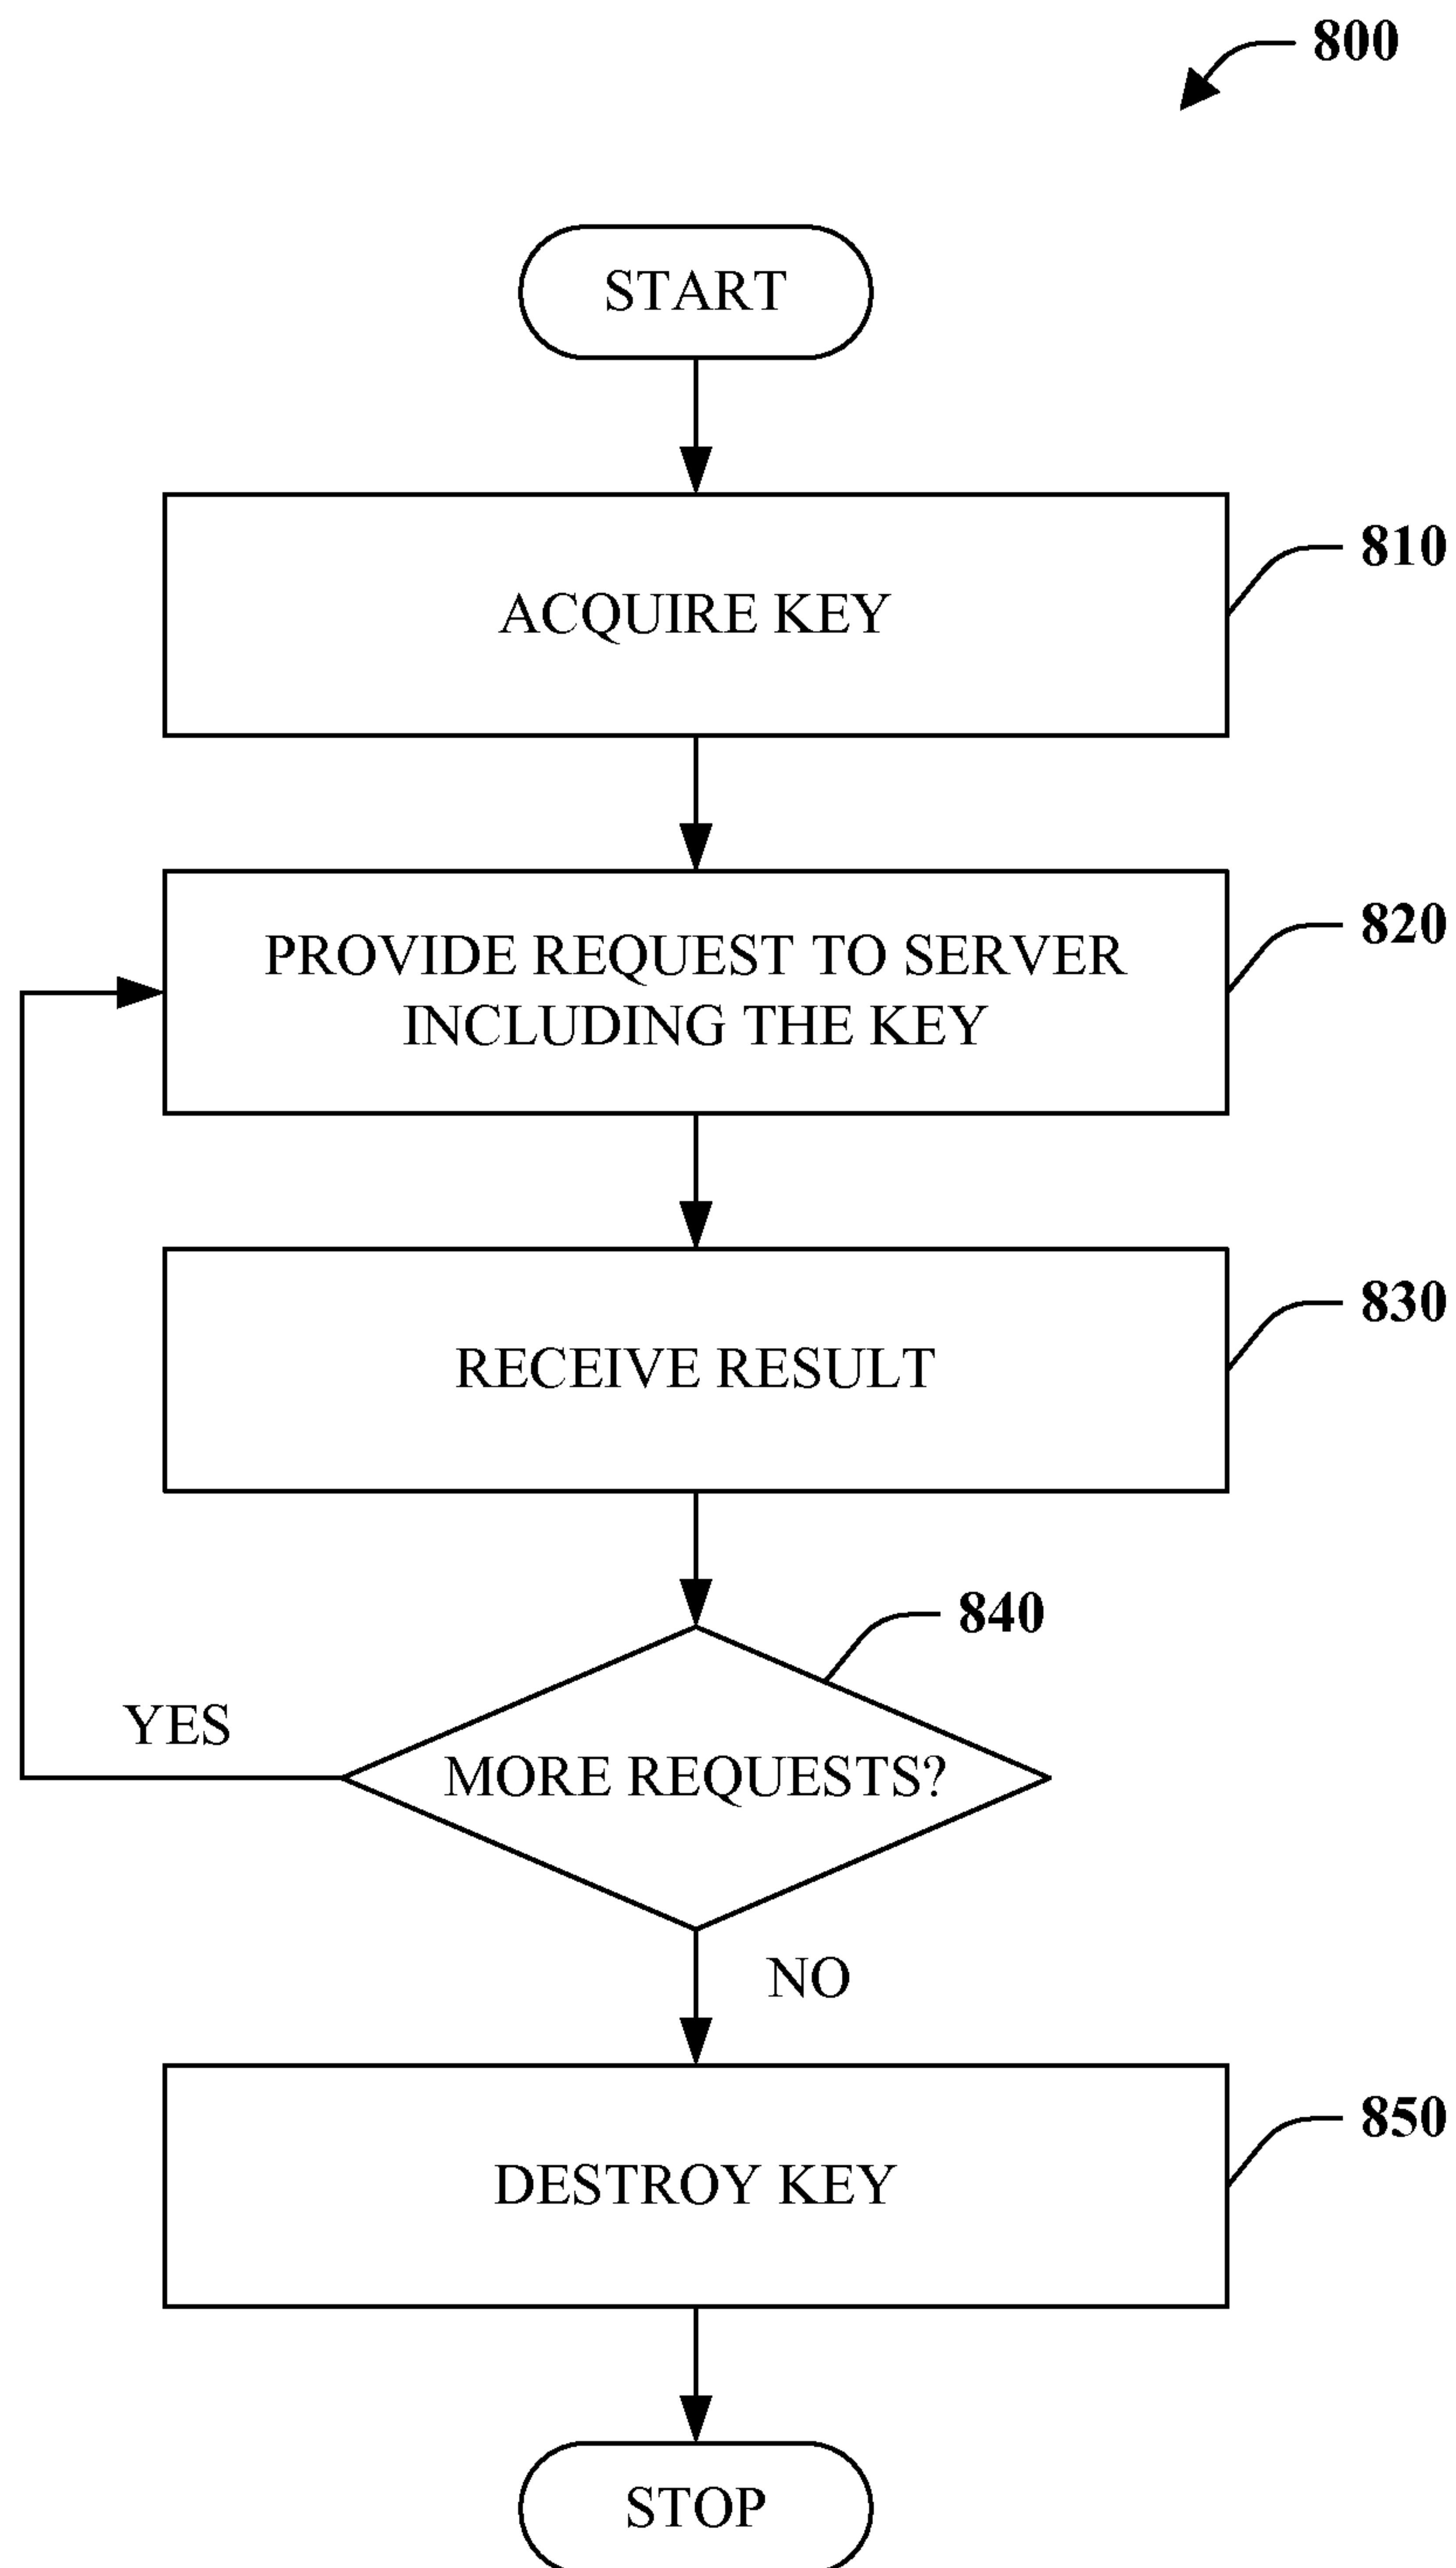 800
START
ACQUIRE KEY
810
PROVIDE REQUEST TO SERVER
INCLUDING THE KEY
820
RECEIVE RESULT
830
840
MORE REQUESTS?
YES
NO
DESTROY KEY
850
STOP